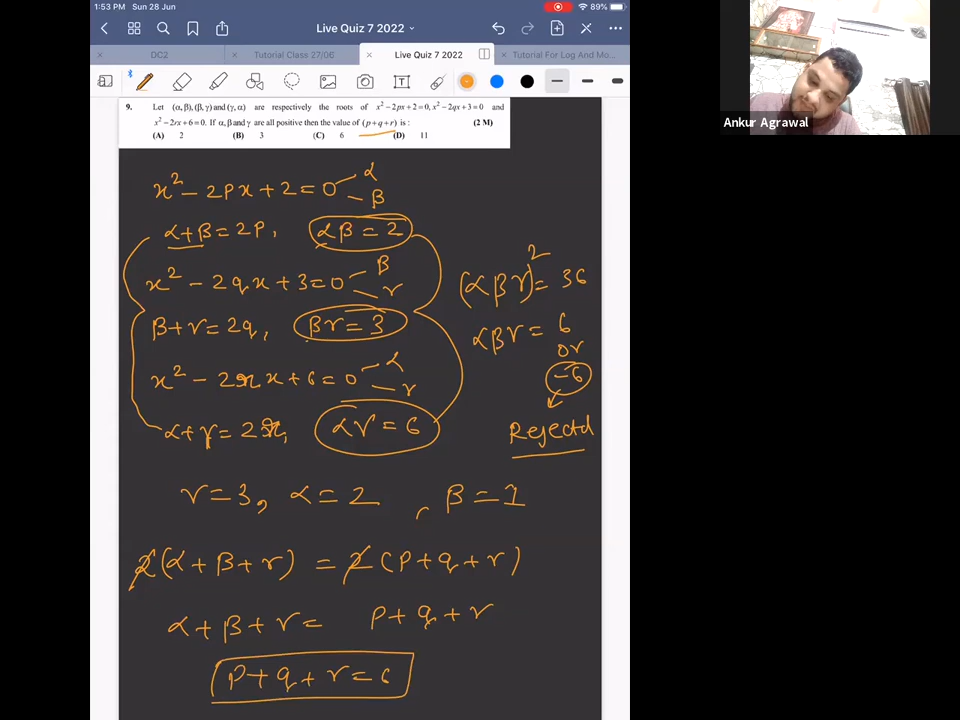 1:53 PM Sun 28 Jun
89%
Live Quiz 7 2022
DC2
Tutorial Class 27/06
Live Quiz 7 2022
Tutorial For Log And Mo...
Ankur Agrawal
9. Let (α, β), (β, γ) and (γ, α) are respectively the roots of x² − 2px + 2 = 0, x² − 2qx + 3 = 0 and
x² − 2rx + 6 = 0. If α, β and γ are all positive then the value of (p + q + r) is : (2 M)
(A) 2 (B) 3 (C) 6 (D) 11
x² − 2px + 2 = 0 α β
α + β = 2p, αβ = 2
x² − 2qx + 3 = 0 β γ
β + γ = 2q, βγ = 3
x² − 2rx + 6 = 0 α γ
α + γ = 2r, αγ = 6
(αβγ)² = 36
αβγ = 6
or
−6
Rejectd
γ = 3, α = 2, β = 1
2(α + β + γ) = 2(p + q + r)
α + β + γ = p + q + r
p + q + r = 6